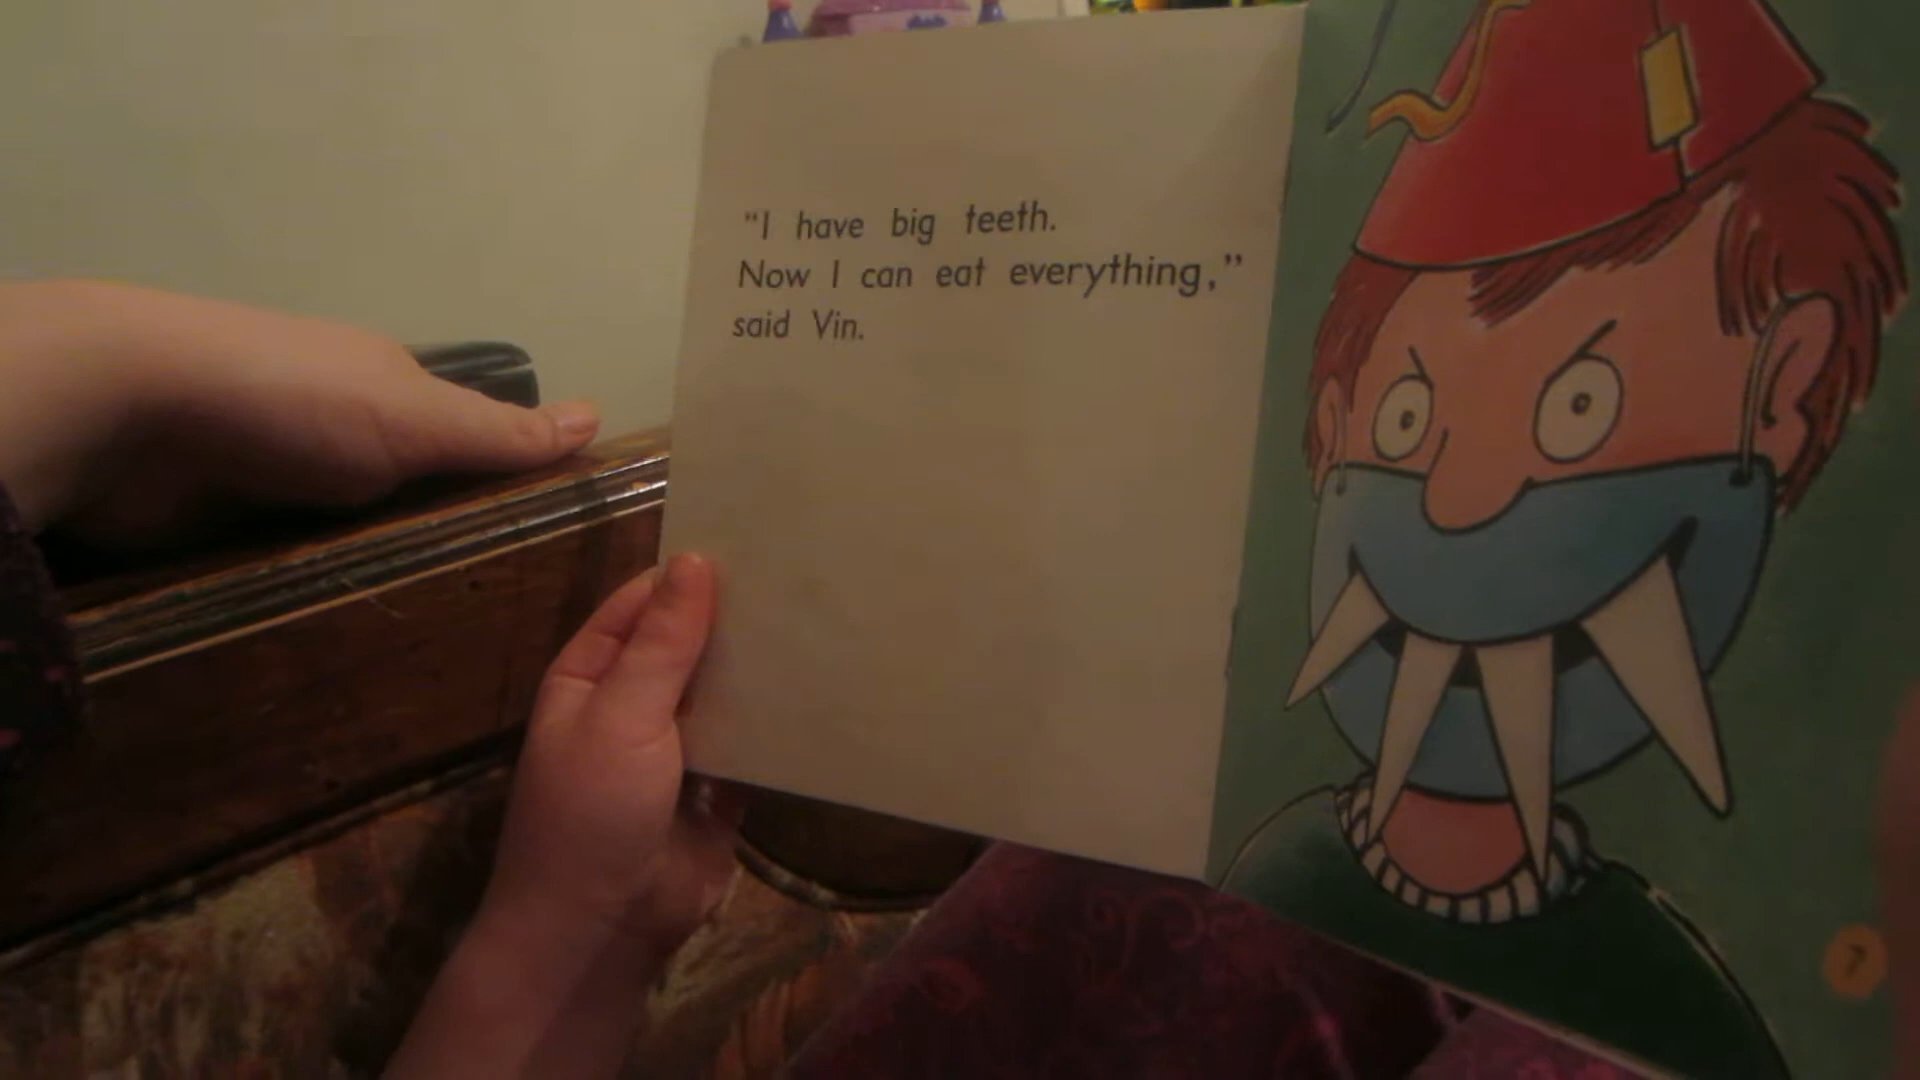 “I have big teeth.
Now I can eat everything,”
said Vin.
7